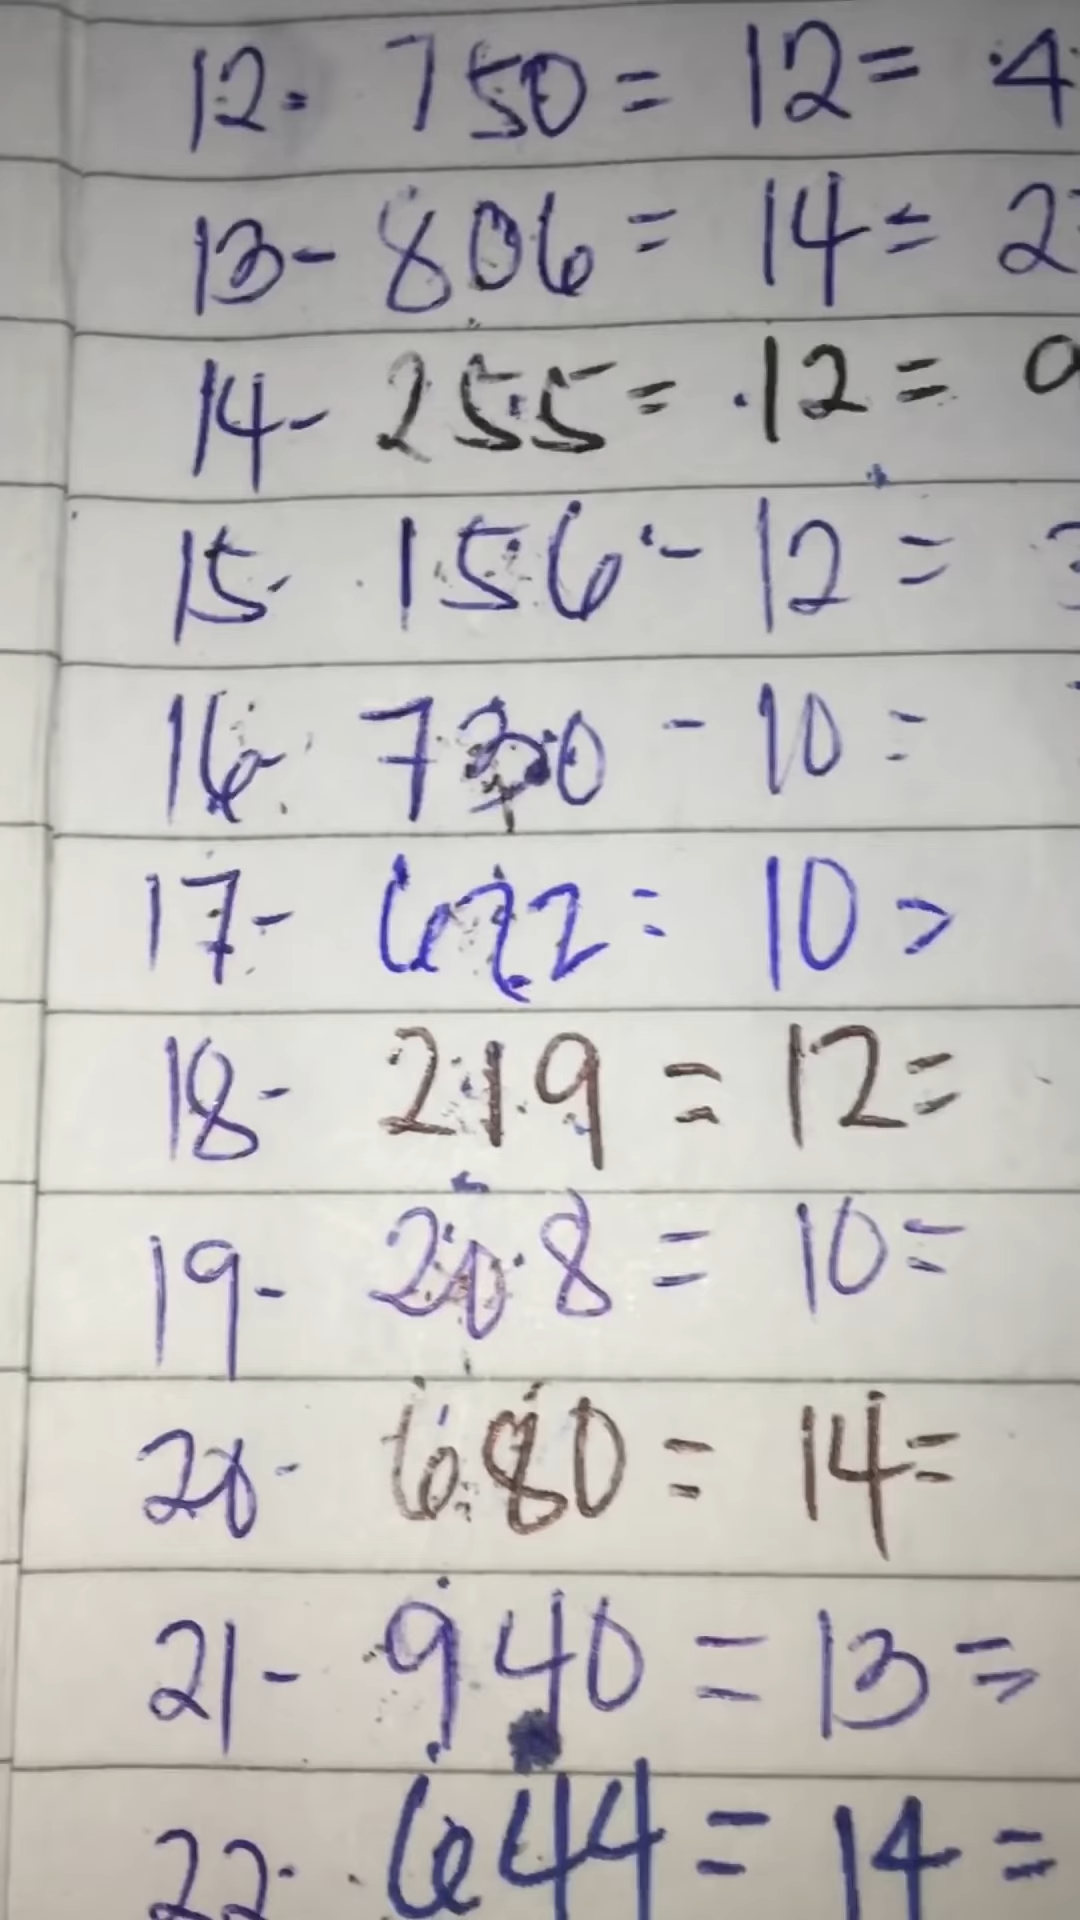 12- 750 = 12 = 4
13- 806 = 14 = 2
14- 255 = 12 =
15- 156 - 12 =
16- 730 - 10 =
17- 622 = 10 =
18- 219 = 12 =
19- 208 = 10 =
20- 680 = 14 =
21- 940 = 13 =
22- 644 = 14 =